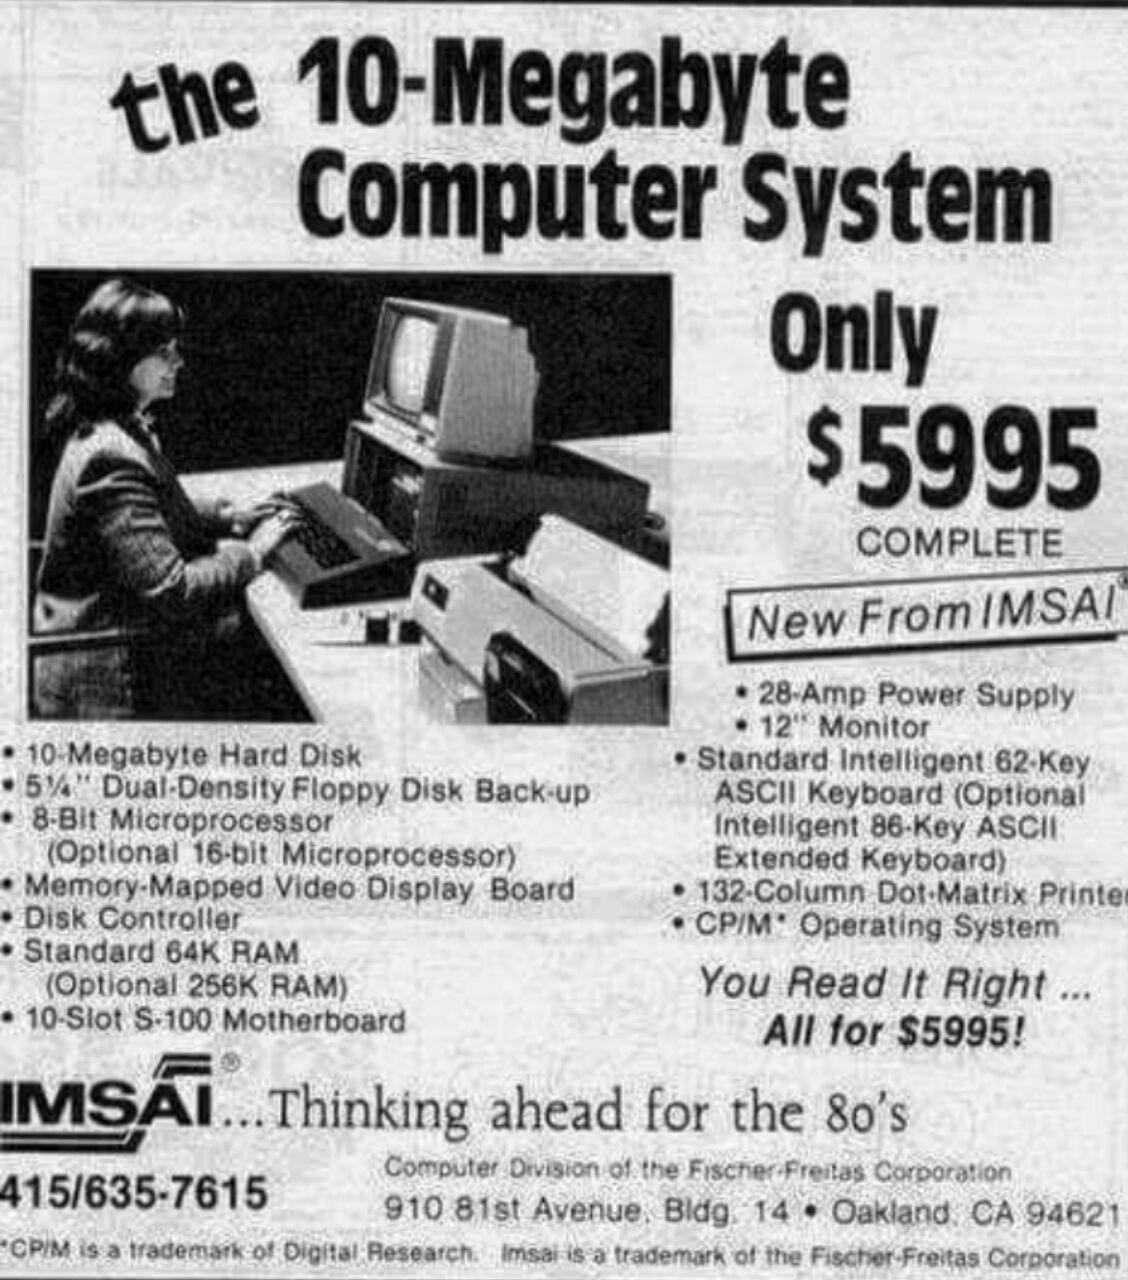 the 10-Megabyte
Computer System
Only
$5995
COMPLETE
New From IMSAI®
• 28-Amp Power Supply
• 12" Monitor
• Standard Intelligent 62-Key
ASCII Keyboard (Optional
Intelligent 86-Key ASCII
Extended Keyboard)
• 132-Column Dot-Matrix Printer
• CP/M* Operating System
You Read It Right ...
All for $5995!
• 10-Megabyte Hard Disk
• 5¼" Dual-Density Floppy Disk Back-up
• 8-Bit Microprocessor
(Optional 16-bit Microprocessor)
• Memory-Mapped Video Display Board
• Disk Controller
• Standard 64K RAM
(Optional 256K RAM)
• 10-Slot S-100 Motherboard
IMSAI® ...Thinking ahead for the 80's
415/635-7615
Computer Division of the Fischer-Freitas Corporation
910 81st Avenue, Bldg. 14 • Oakland, CA 94621
*CP/M is a trademark of Digital Research. Imsai is a trademark of the Fischer-Freitas Corporation